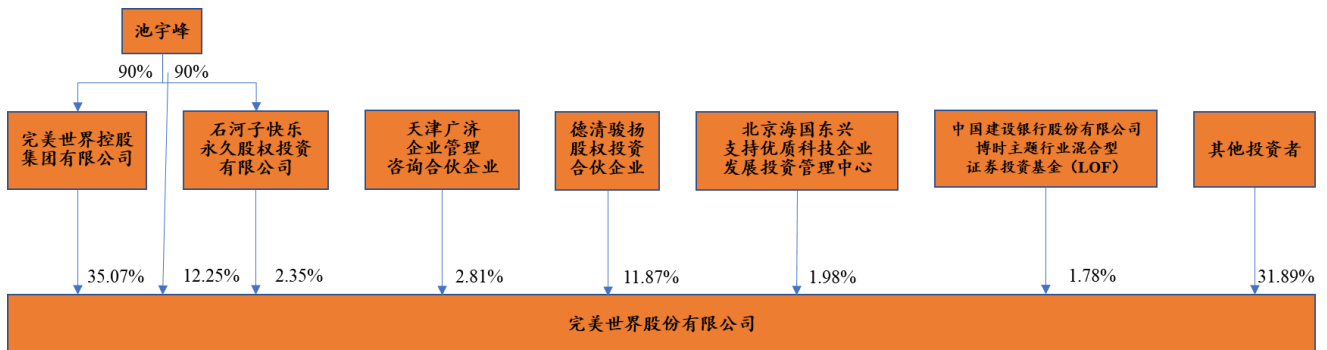 池宇峰
90%
90%
完美世界控股
集团有限公司
石河子快乐
永久股权投资
有限公司
天津广济
企业管理
咨询合伙企业
德清骏扬
股权投资
合伙企业
北京海国东兴
支持优质科技企业
发展投资管理中心
中国建设银行股份有限公司
博时主题行业混合型
证券投资基金（LOF）
其他投资者
35.07%
12.25%
2.35%
2.81%
11.87%
1.98%
1.78%
31.89%
完美世界股份有限公司